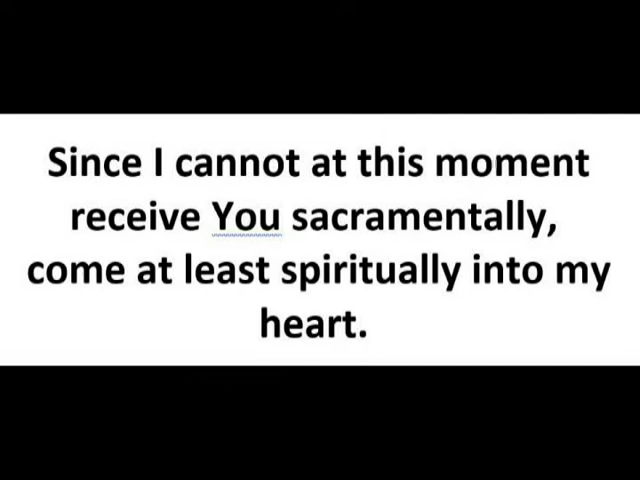 Since I cannot at this moment
receive You sacramentally,
come at least spiritually into my
heart.